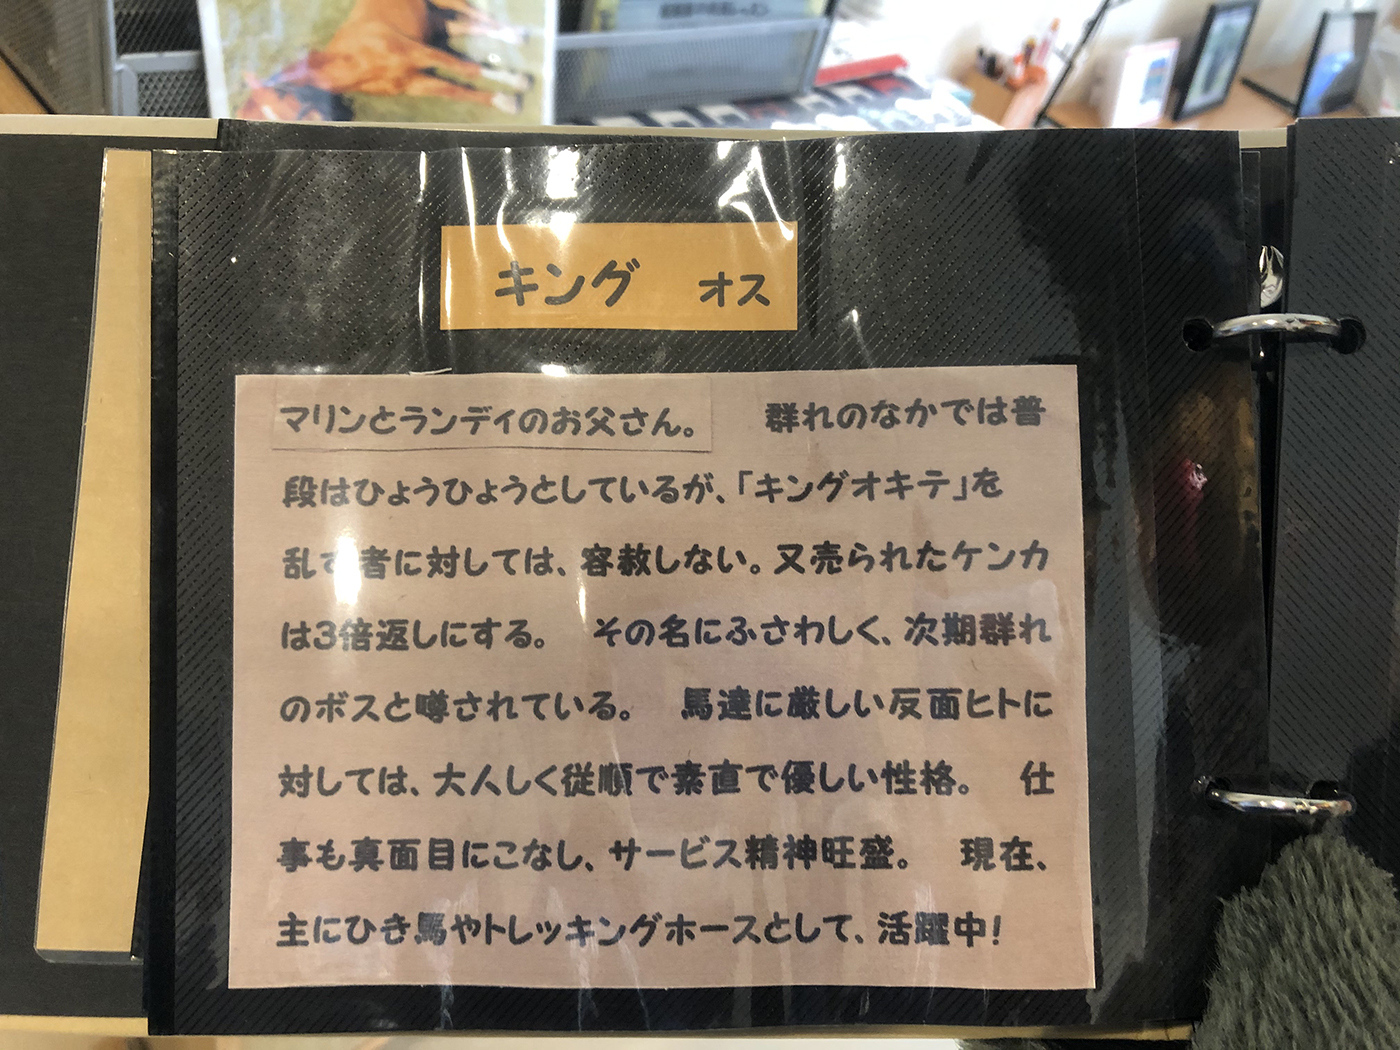 キング　オス
マリンとランディのお父さん。　群れのなかでは普
段はひょうひょうとしているが、「キングオキテ」を
乱す者に対しては、容赦しない。又売られたケンカ
は3倍返しにする。　その名にふさわしく、次期群れ
のボスと噂されている。　馬達に厳しい反面ヒトに
対しては、大人しく従順で素直で優しい性格。　仕
事も真面目にこなし、サービス精神旺盛。　現在、
主にひき馬やトレッキングホースとして、活躍中!